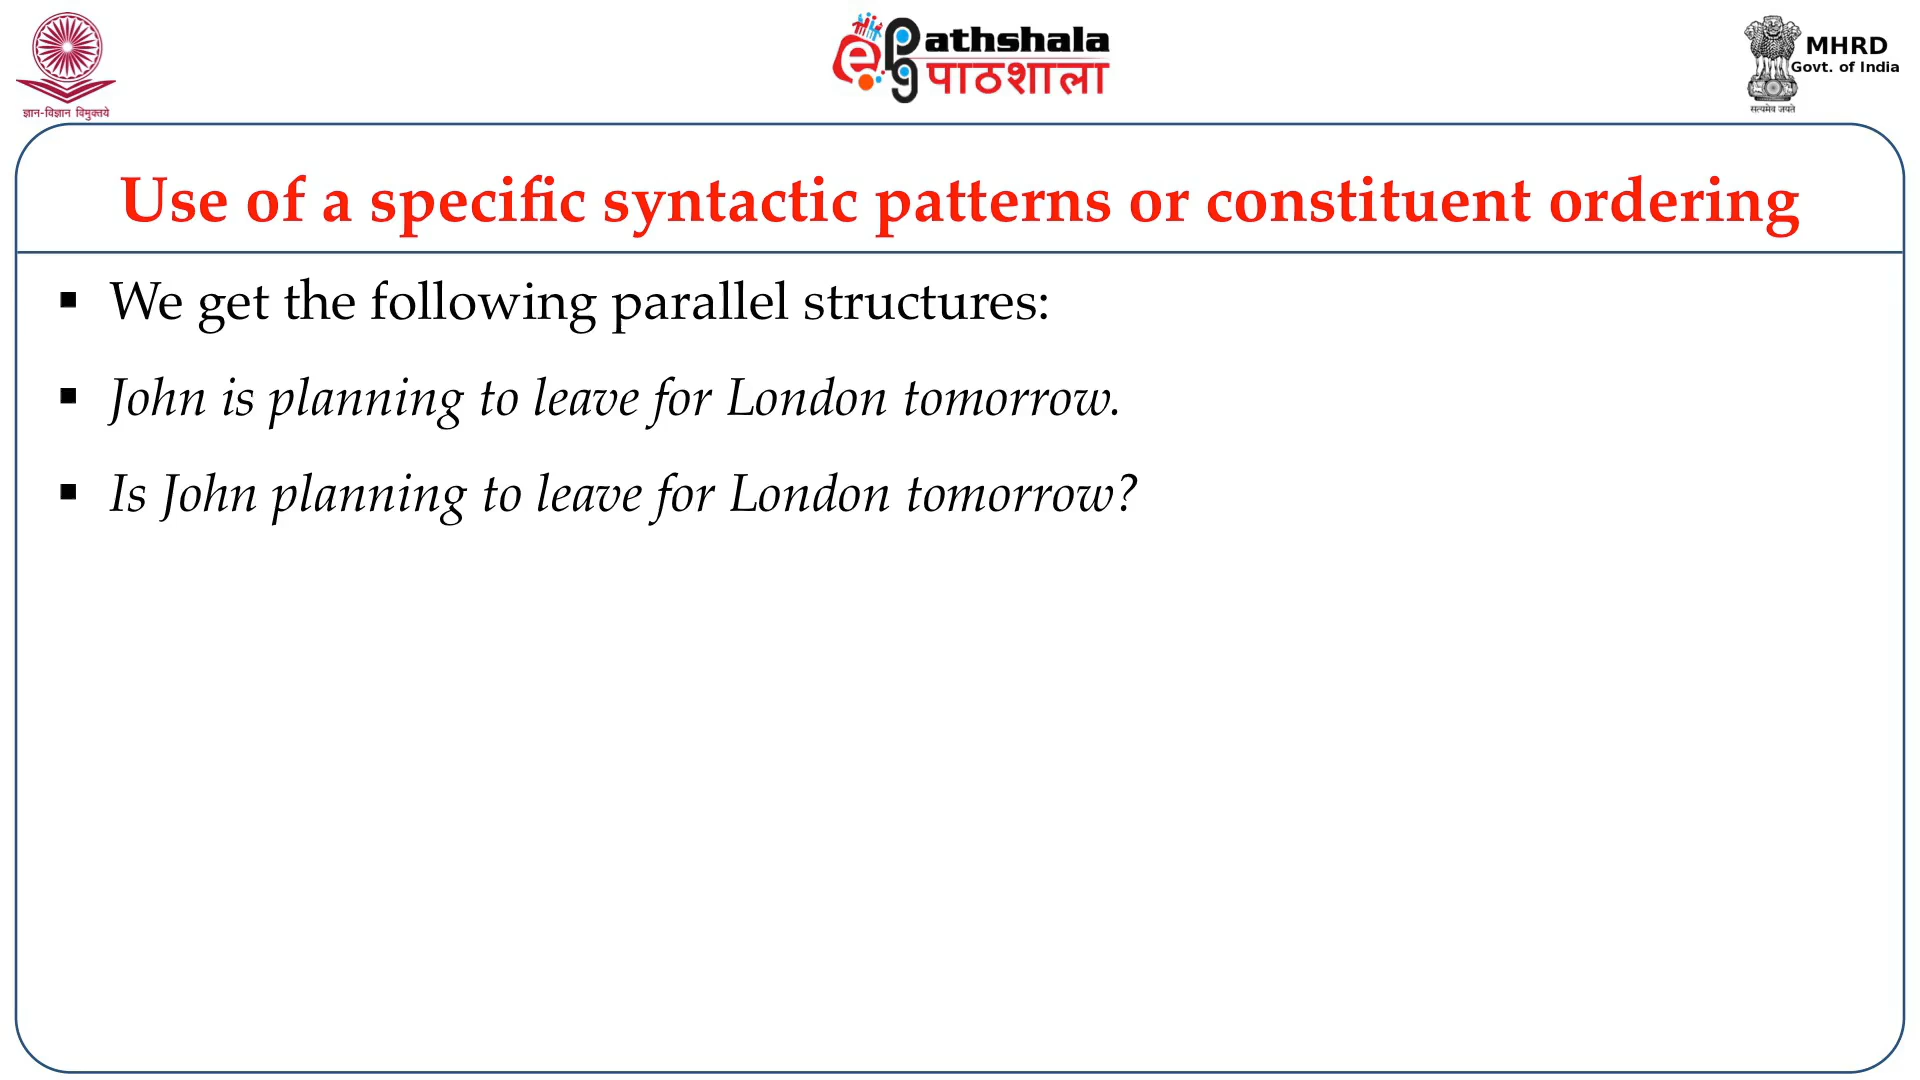 ज्ञान-विज्ञान विमुक्तये
ePG Pathshala
पाठशाला
MHRD
Govt. of India
सत्यमेव जयते
Use of a specific syntactic patterns or constituent ordering
▪ We get the following parallel structures:
▪ John is planning to leave for London tomorrow.
▪ Is John planning to leave for London tomorrow?